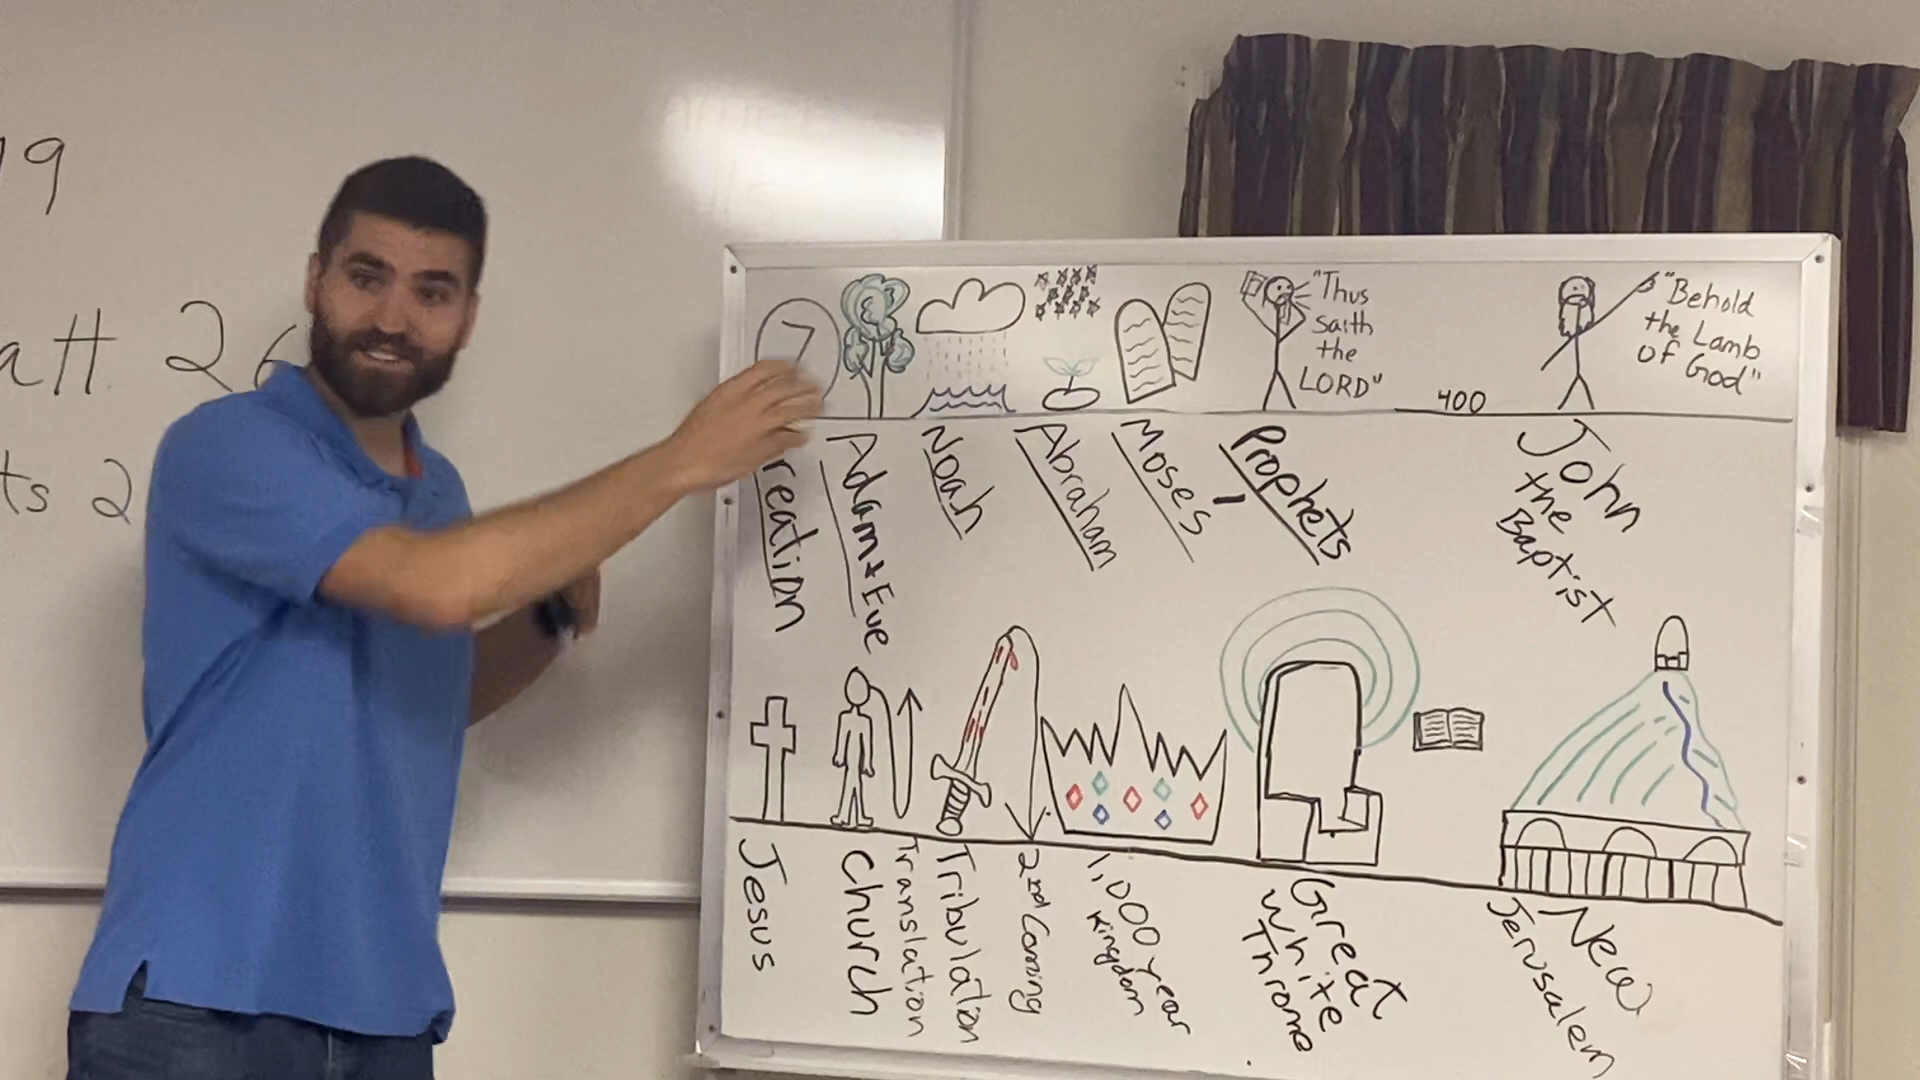 19
att 26
ts 2
7
"Thus
saith
the
LORD"
400
"Behold
the Lamb
of God"
reation
Adam + Eve
Noah
Abraham
Moses
Prophets
John
the
Baptist
Jesus
Church
Translation
Tribulation
2nd Coming
1,000 year
Kingdom
Great
White
Throne
New
Jerusalem